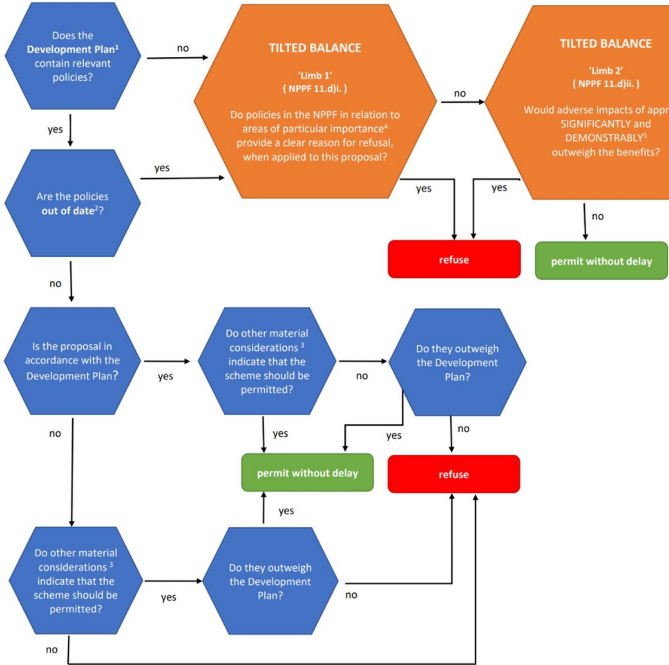 Does the
Development Plan¹
contain relevant
policies?
no
TILTED BALANCE
'Limb 1'
( NPPF 11.d)i. )
Do policies in the NPPF in relation to
areas of particular importance⁴
provide a clear reason for refusal,
when applied to this proposal?
no
TILTED BALANCE
'Limb 2'
( NPPF 11.d)ii. )
Would adverse impacts of appr
SIGNIFICANTLY and
DEMONSTRABLY⁵
outweigh the benefits?
yes
yes
Are the policies
out of date²?
yes
yes
no
refuse
permit without delay
no
Is the proposal in
accordance with the
Development Plan?
yes
Do other material
considerations ³
indicate that the
scheme should be
permitted?
no
Do they outweigh
the Development
Plan?
no
yes
yes
no
permit without delay
refuse
yes
Do other material
considerations ³
indicate that the
scheme should be
permitted?
yes
Do they outweigh
the Development
Plan?
no
no